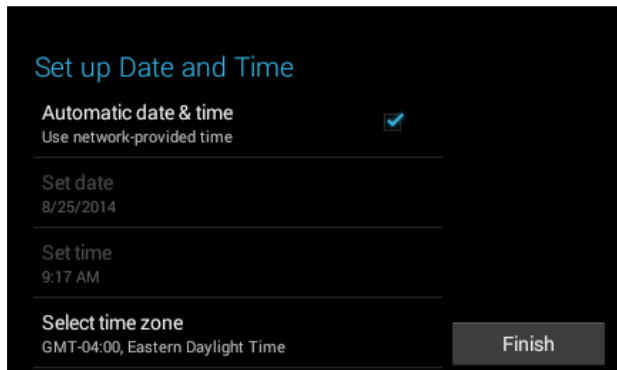 Set up Date and Time
Automatic date & time
Use network-provided time
Set date
8/25/2014
Set time
9:17 AM
Select time zone
GMT-04:00, Eastern Daylight Time
Finish